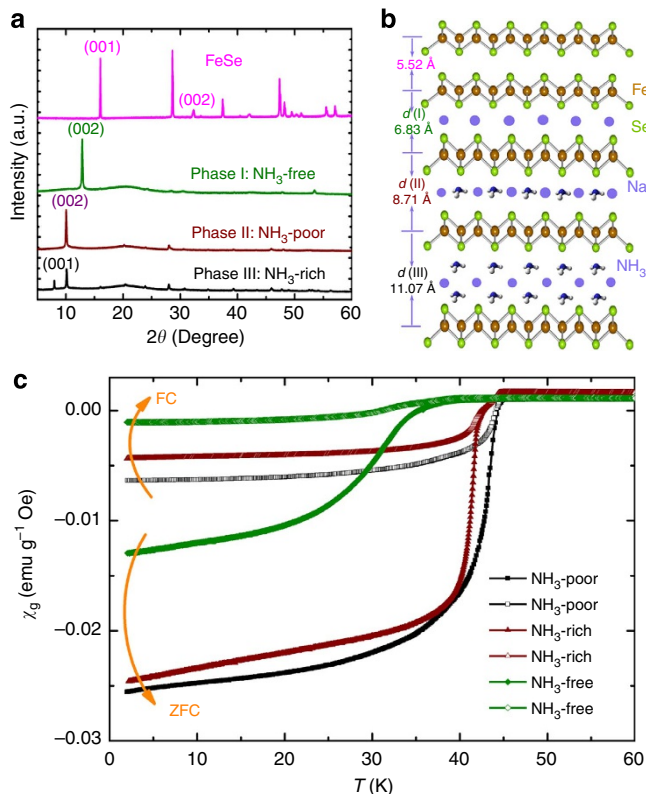 a
Intensity (a.u.)
(001)
FeSe
(002)
(002)
Phase I: NH3-free
(002)
Phase II: NH3-poor
(001)
Phase III: NH3-rich
10 20 30 40 50 60
2θ (Degree)
b
5.52 Å
Fe
d (I)
6.83 Å
Se
d (II)
8.71 Å
Na
d (III)
11.07 Å
NH3
c
FC
ZFC
0.00
−0.01
−0.02
−0.03
χg (emu g−1 Oe)
NH3-poor
NH3-poor
NH3-rich
NH3-rich
NH3-free
NH3-free
0 10 20 30 40 50 60
T (K)